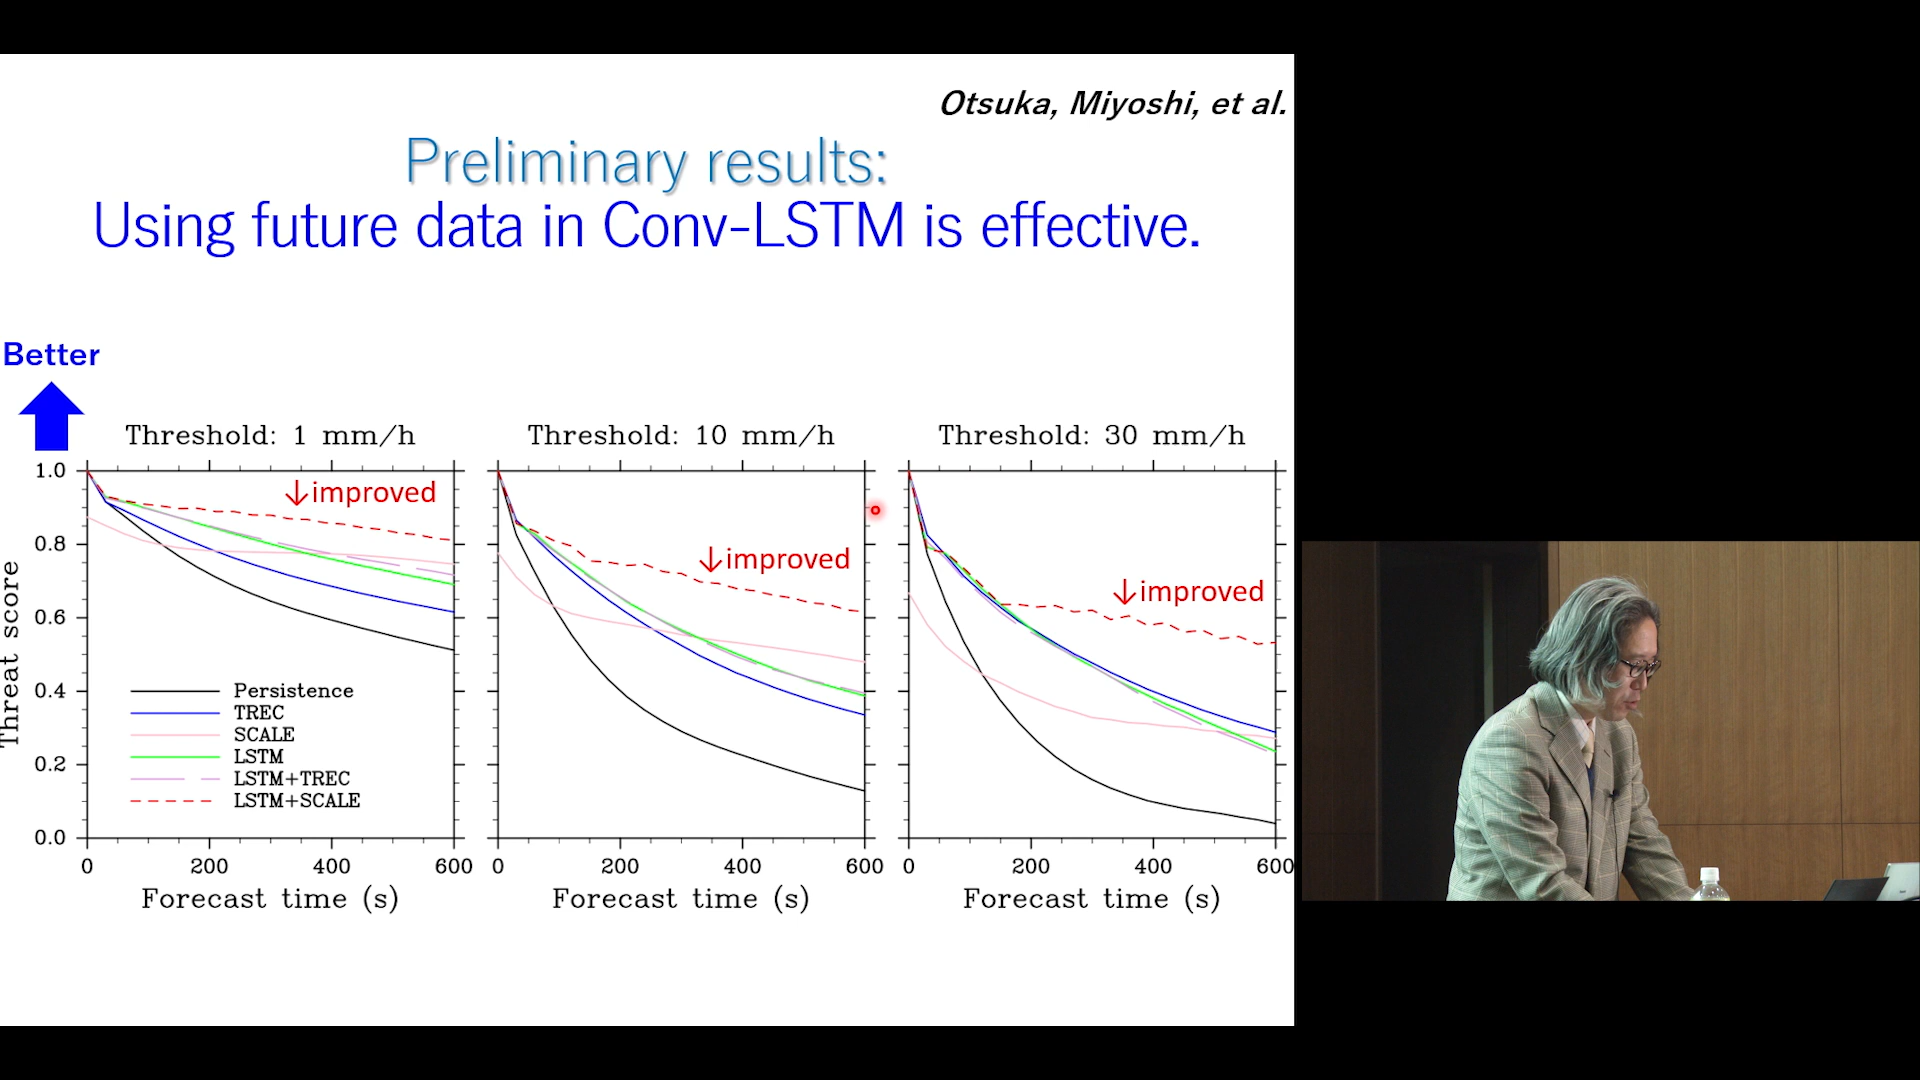 Otsuka, Miyoshi, et al.
Preliminary results:
Using future data in Conv-LSTM is effective.
Better
Threshold: 1 mm/h
Threshold: 10 mm/h
Threshold: 30 mm/h
Threat score
1.0
0.8
0.6
0.4
0.2
0.0
↓improved
↓improved
↓improved
Persistence
TREC
SCALE
LSTM
LSTM+TREC
LSTM+SCALE
0 200 400 600
0 200 400 600
0 200 400 600
Forecast time (s)
Forecast time (s)
Forecast time (s)